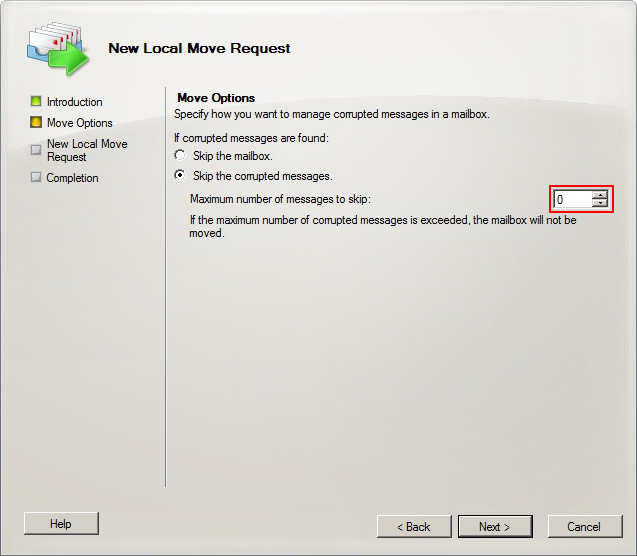 New Local Move Request
Introduction
Move Options
New Local Move
Request
Completion
Move Options
Specify how you want to manage corrupted messages in a mailbox.
If corrupted messages are found:
Skip the mailbox.
Skip the corrupted messages.
Maximum number of messages to skip:
0
If the maximum number of corrupted messages is exceeded, the mailbox will not be
moved.
Help
< Back
Next >
Cancel